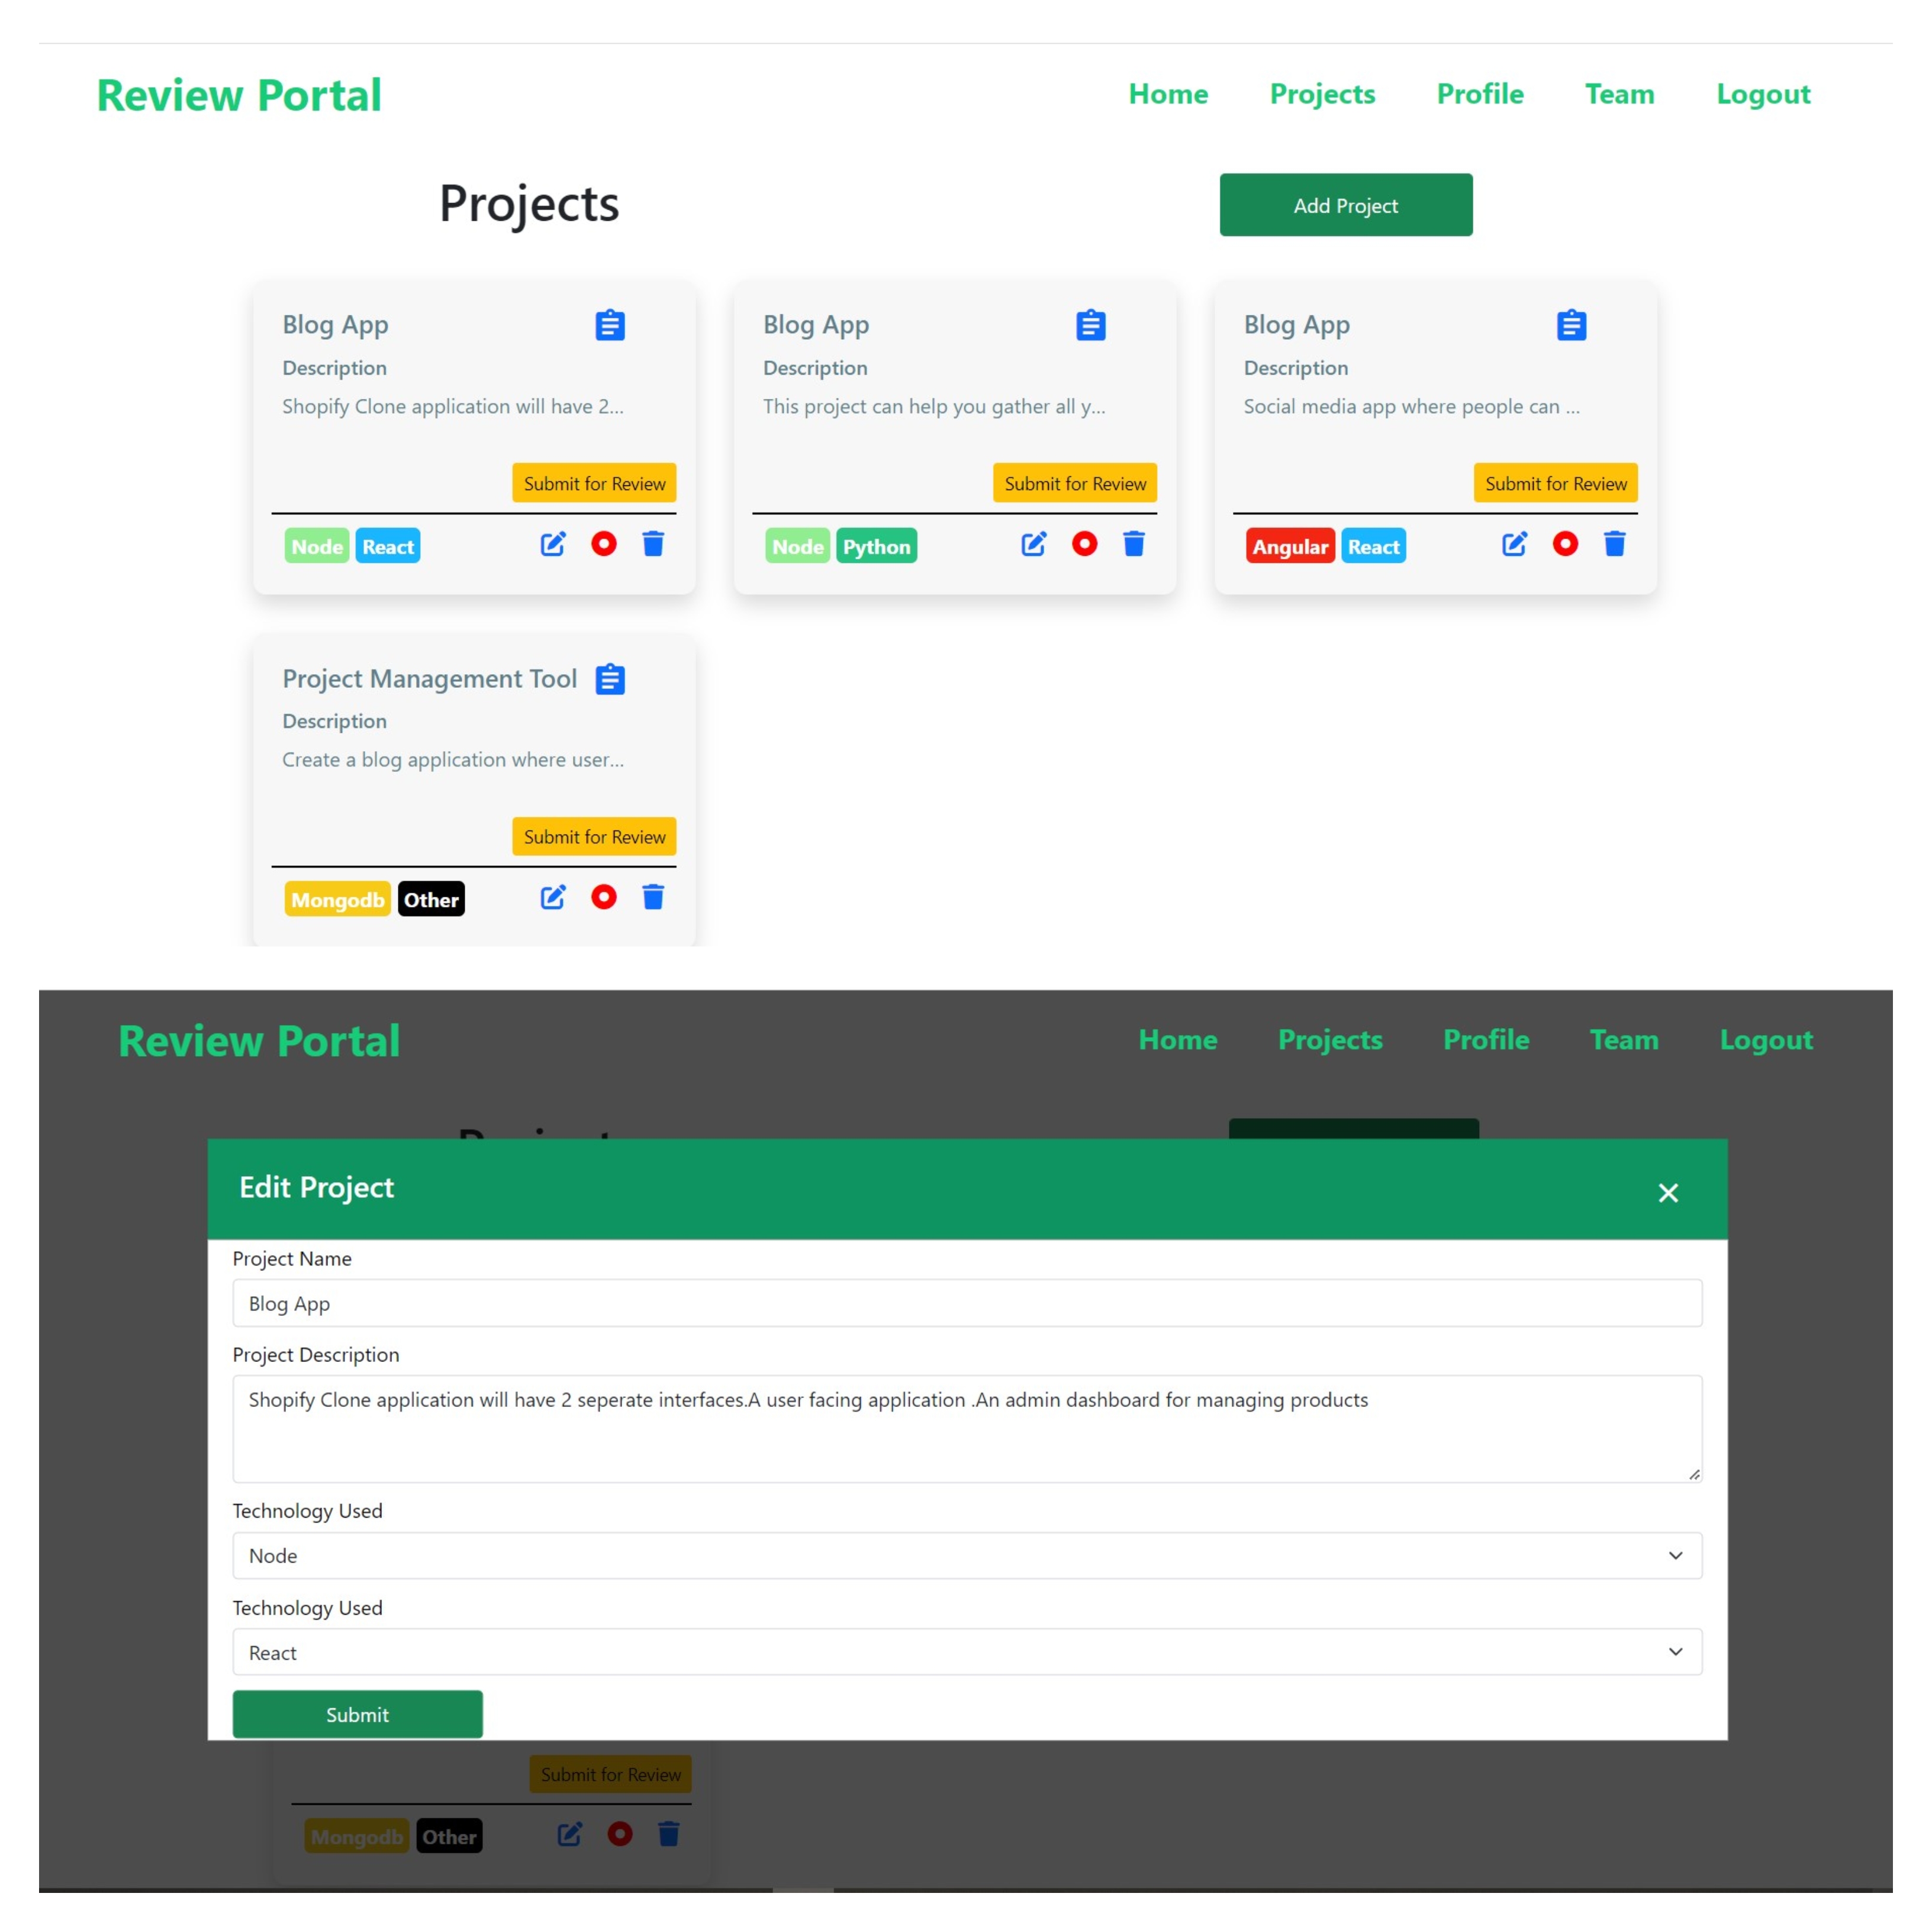 Review Portal
Home Projects Profile Team Logout
Projects
Add Project
Blog App
Description
Shopify Clone application will have 2...
Submit for Review
Node React
Blog App
Description
This project can help you gather all y...
Submit for Review
Node Python
Blog App
Description
Social media app where people can ...
Submit for Review
Angular React
Project Management Tool
Description
Create a blog application where user...
Submit for Review
Mongodb Other
Review Portal
Home Projects Profile Team Logout
Edit Project
Project Name
Blog App
Project Description
Shopify Clone application will have 2 seperate interfaces.A user facing application .An admin dashboard for managing products
Technology Used
Node
Technology Used
React
Submit
Submit for Review
Mongodb Other